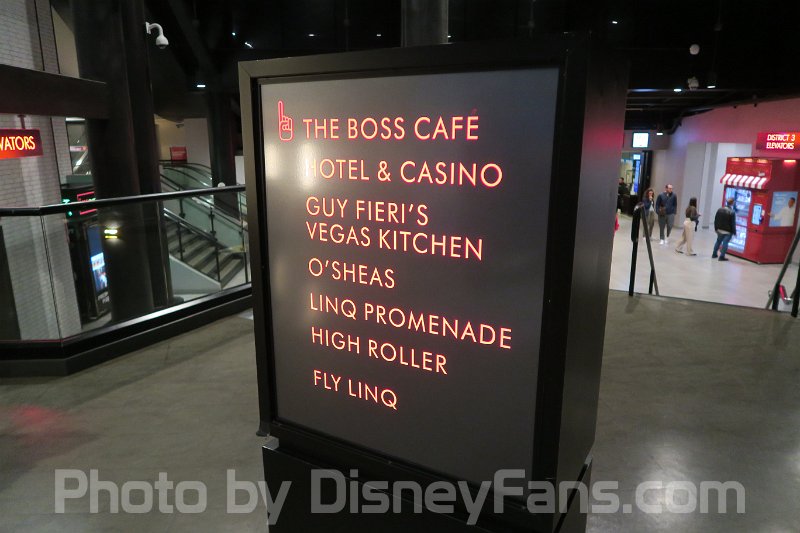 THE BOSS CAFÉ
HOTEL & CASINO
GUY FIERI'S
VEGAS KITCHEN
O'SHEAS
LINQ PROMENADE
HIGH ROLLER
FLY LINQ
VATORS
DISTRICT 3
ELEVATORS
Photo by DisneyFans.com